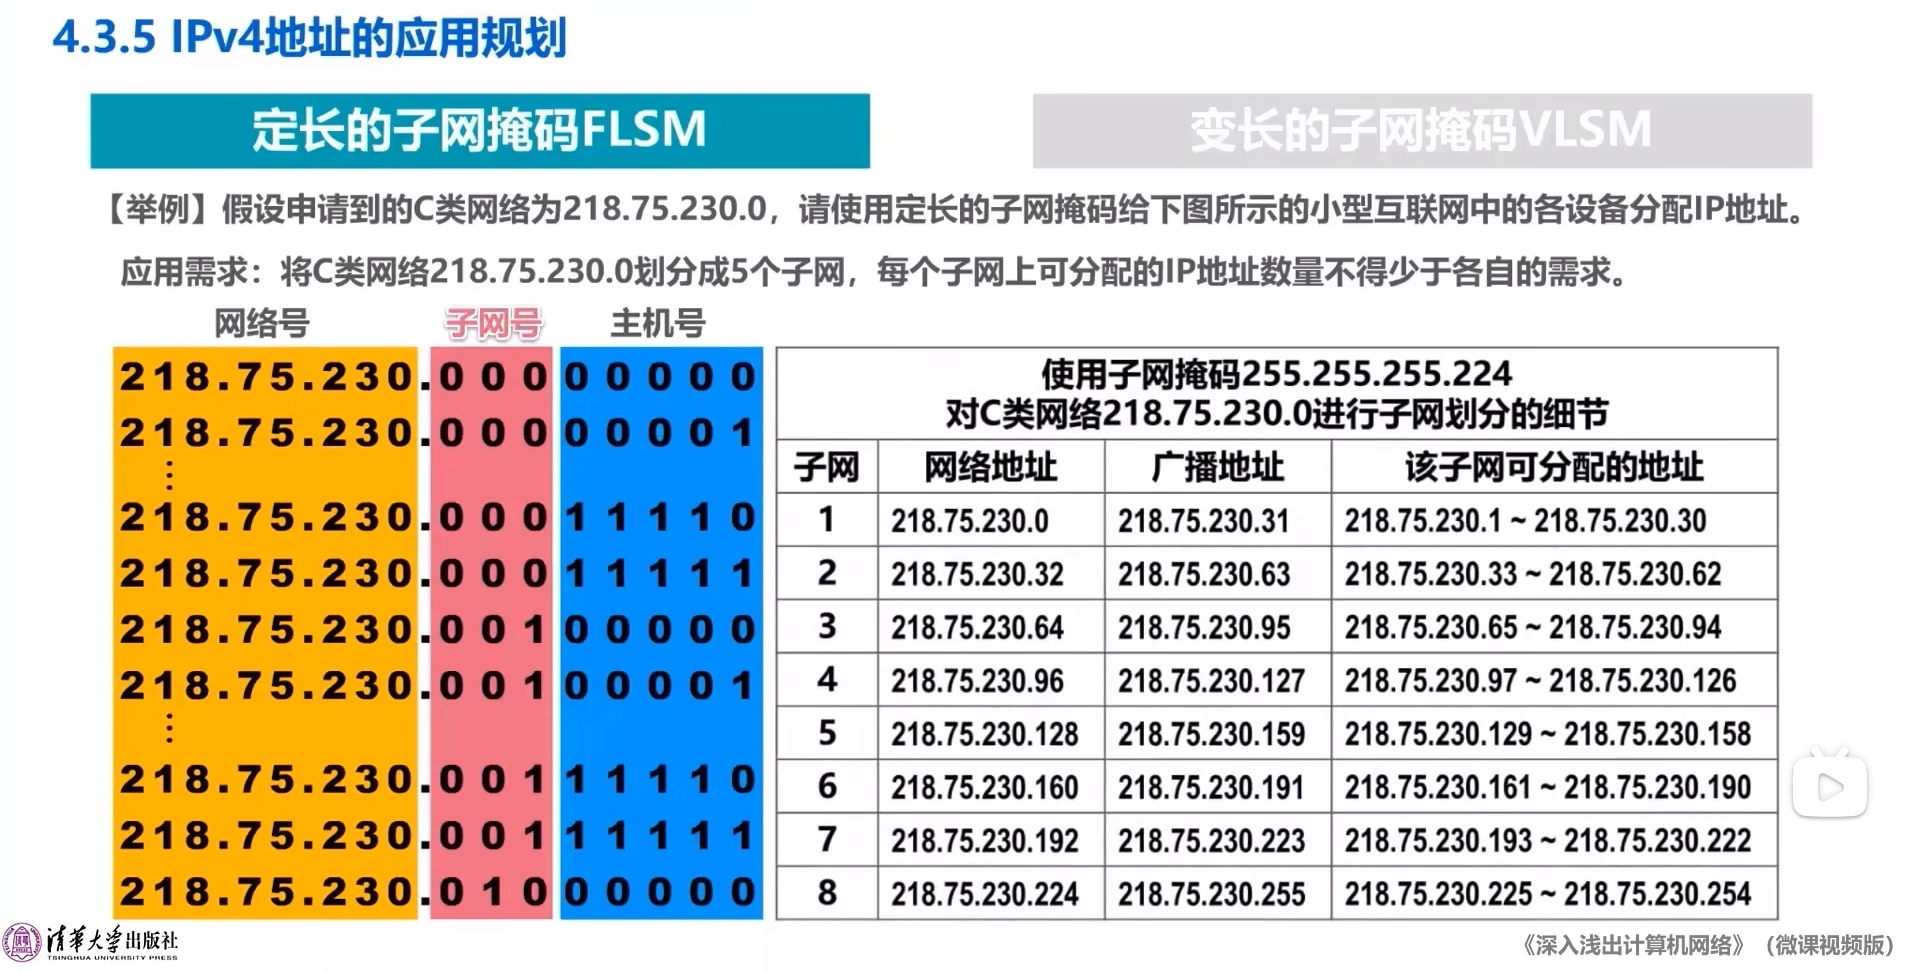 4.3.5 IPv4地址的应用规划
定长的子网掩码FLSM
变长的子网掩码VLSM
【举例】假设申请到的C类网络为218.75.230.0，请使用定长的子网掩码给下图所示的小型互联网中的各设备分配IP地址。
应用需求：将C类网络218.75.230.0划分成5个子网，每个子网上可分配的IP地址数量不得少于各自的需求。
网络号 子网号 主机号
218.75.230.000 00000
218.75.230.000 00001
⋮
218.75.230.000 11110
218.75.230.000 11111
218.75.230.001 00000
218.75.230.001 00001
⋮
218.75.230.001 11110
218.75.230.001 11111
218.75.230.010 00000
使用子网掩码255.255.255.224
对C类网络218.75.230.0进行子网划分的细节
子网 网络地址 广播地址 该子网可分配的地址
1 218.75.230.0 218.75.230.31 218.75.230.1 ~ 218.75.230.30
2 218.75.230.32 218.75.230.63 218.75.230.33 ~ 218.75.230.62
3 218.75.230.64 218.75.230.95 218.75.230.65 ~ 218.75.230.94
4 218.75.230.96 218.75.230.127 218.75.230.97 ~ 218.75.230.126
5 218.75.230.128 218.75.230.159 218.75.230.129 ~ 218.75.230.158
6 218.75.230.160 218.75.230.191 218.75.230.161 ~ 218.75.230.190
7 218.75.230.192 218.75.230.223 218.75.230.193 ~ 218.75.230.222
8 218.75.230.224 218.75.230.255 218.75.230.225 ~ 218.75.230.254
清华大学出版社
TSINGHUA UNIVERSITY PRESS
《深入浅出计算机网络》（微课视频版）